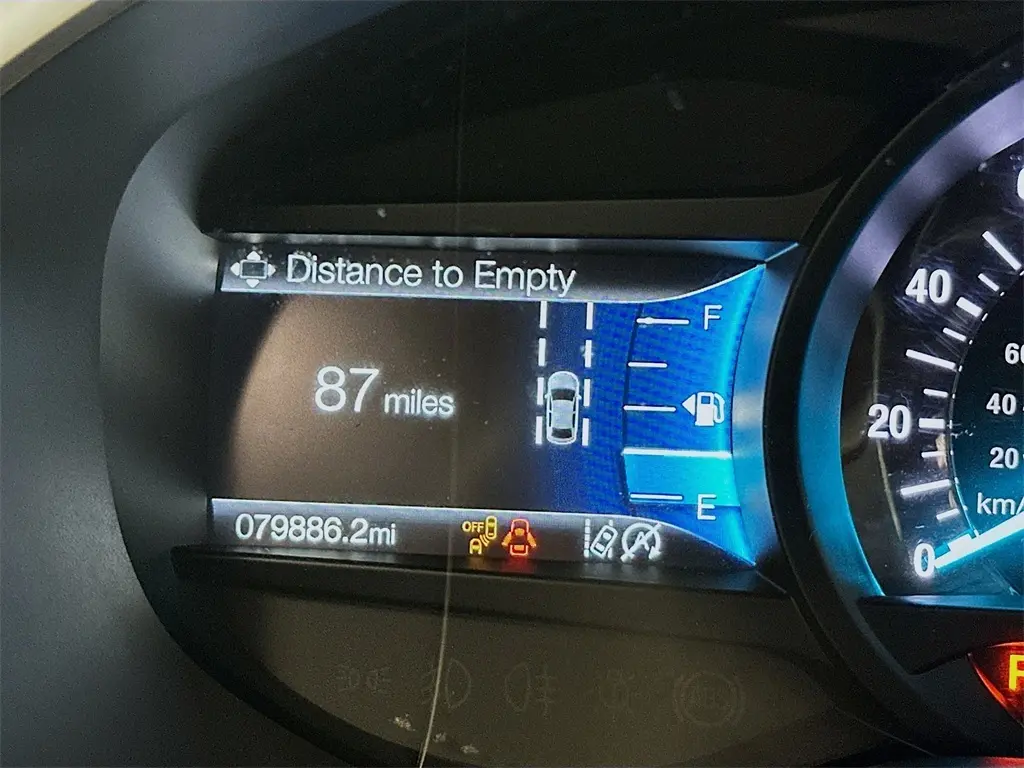 Distance to Empty
F
87 miles
E
079886.2mi
OFF
40
20
0
60
40
20
km/